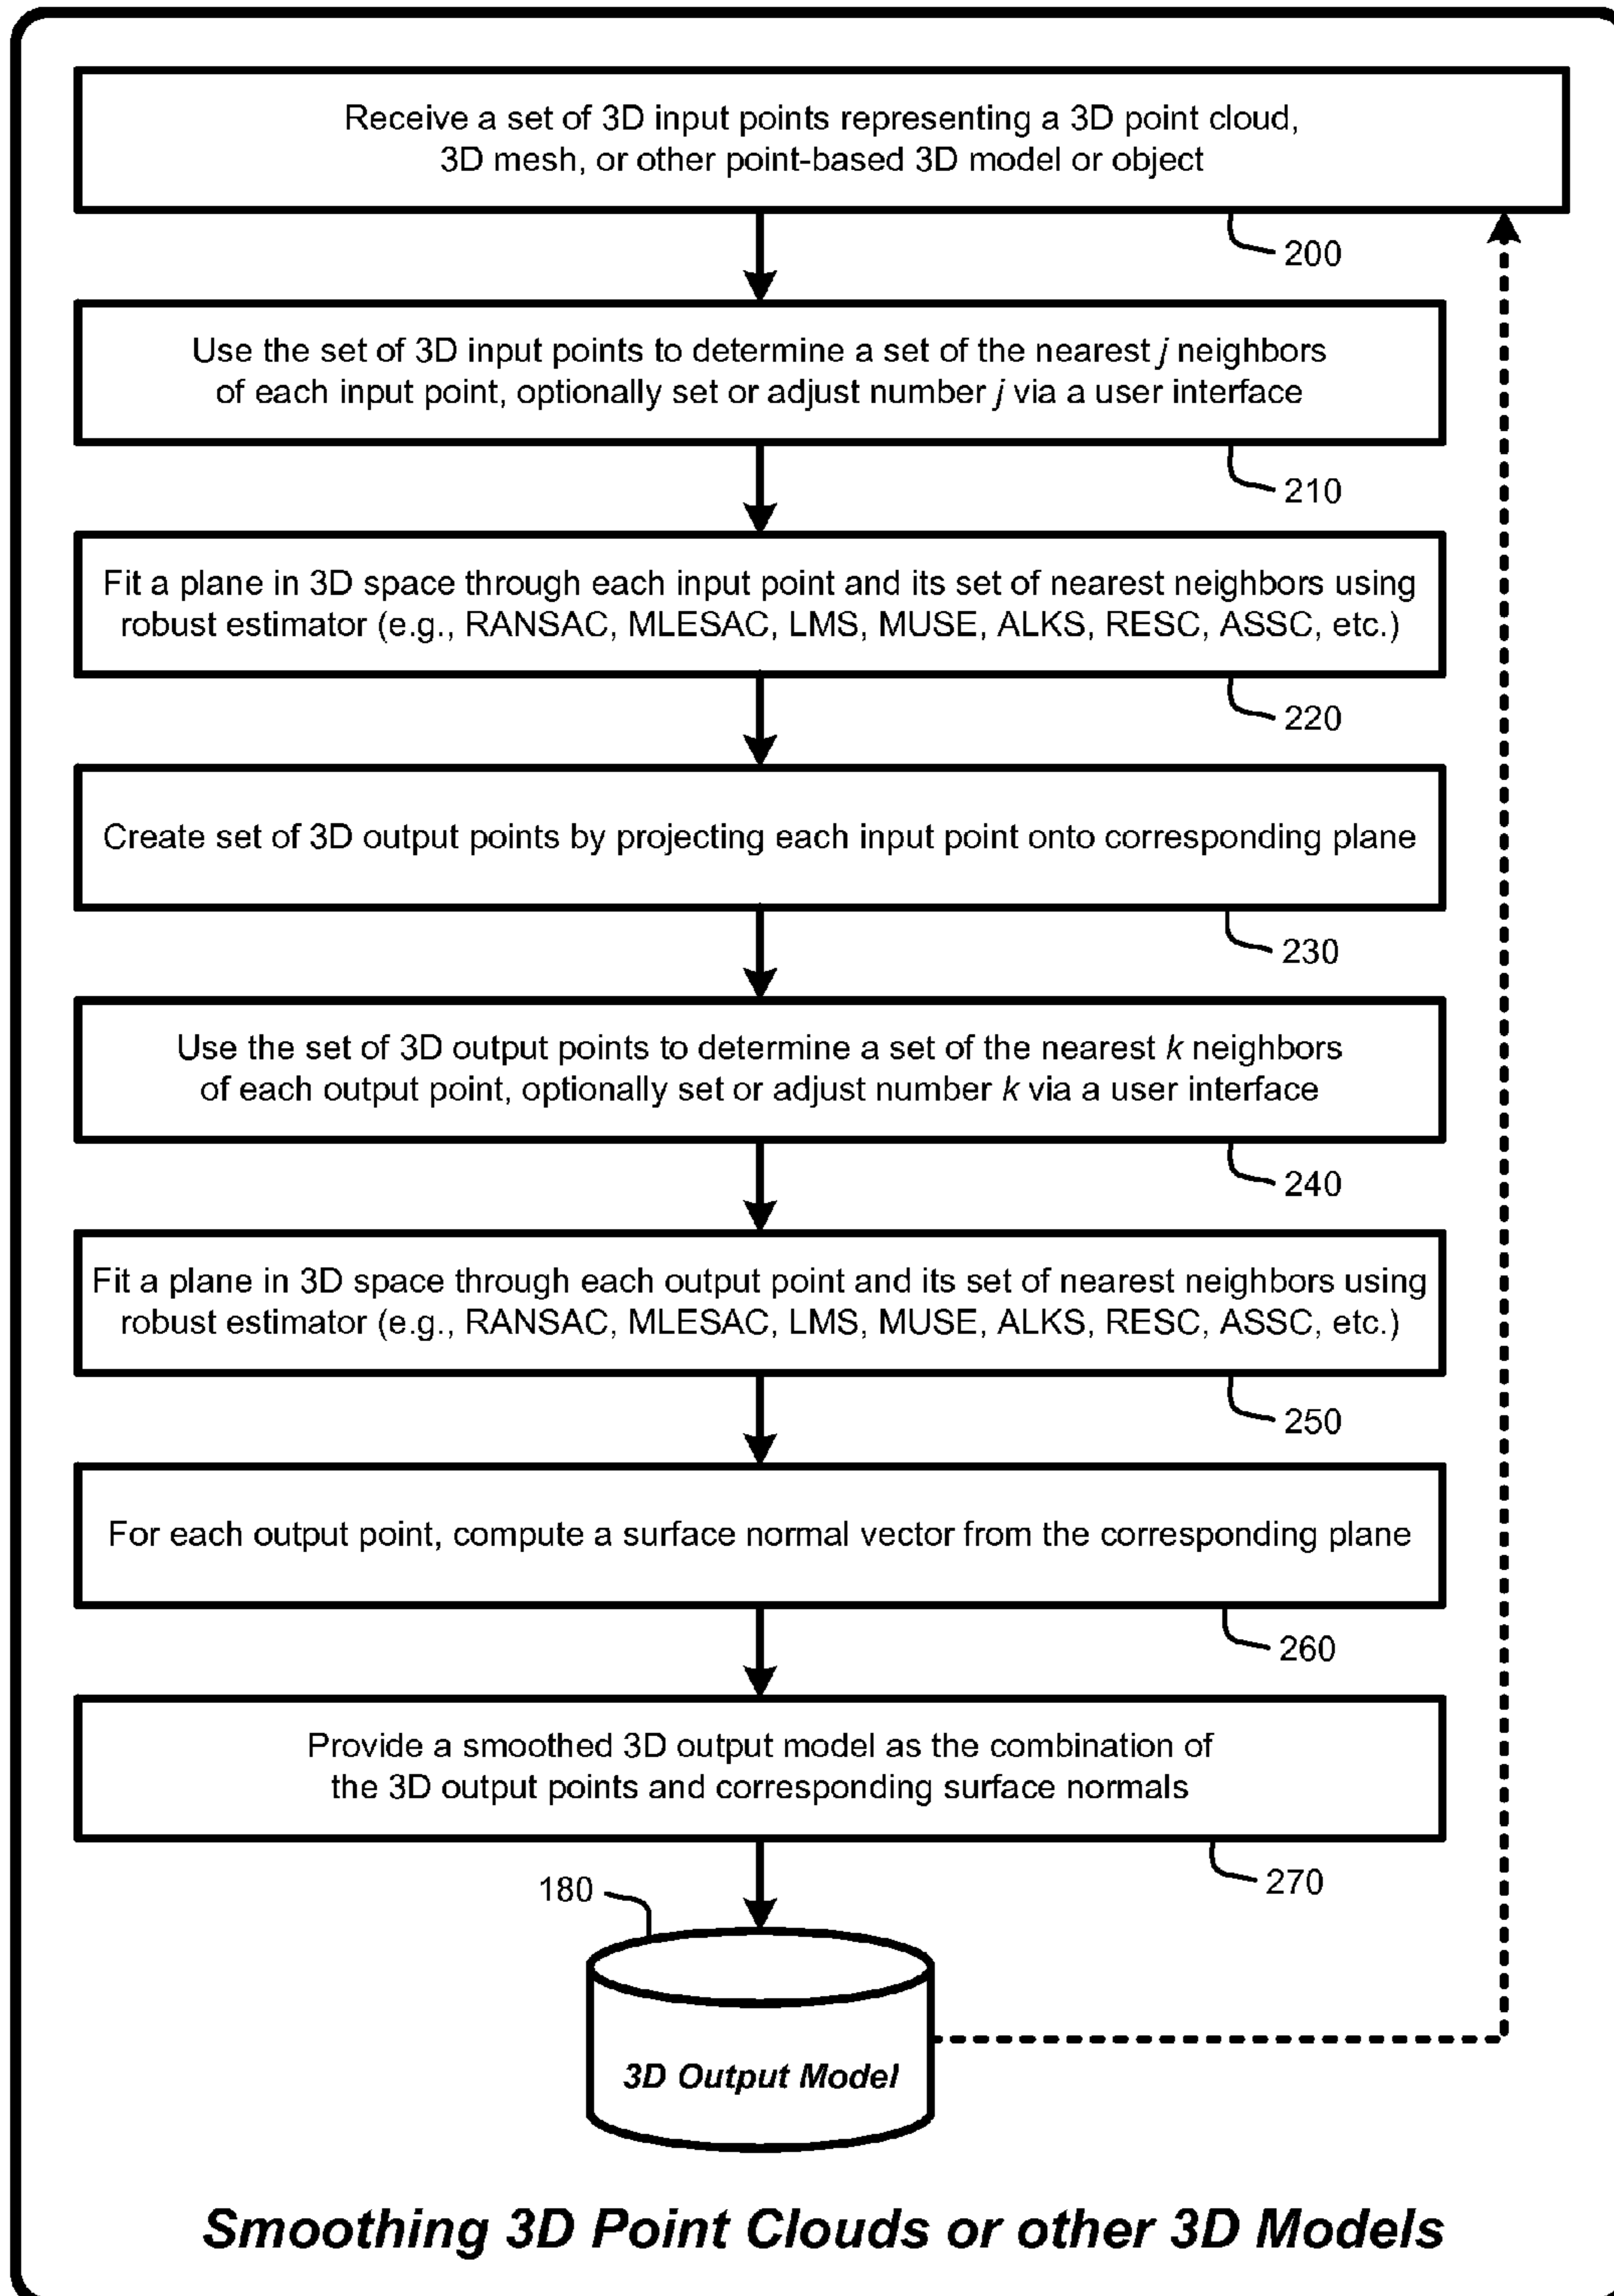 Receive a set of 3D input points representing a 3D point cloud,
3D mesh, or other point-based 3D model or object
200
Use the set of 3D input points to determine a set of the nearest j neighbors
of each input point, optionally set or adjust number j via a user interface
210
Fit a plane in 3D space through each input point and its set of nearest neighbors using
robust estimator (e.g., RANSAC, MLESAC, LMS, MUSE, ALKS, RESC, ASSC, etc.)
220
Create set of 3D output points by projecting each input point onto corresponding plane
230
Use the set of 3D output points to determine a set of the nearest k neighbors
of each output point, optionally set or adjust number k via a user interface
240
Fit a plane in 3D space through each output point and its set of nearest neighbors using
robust estimator (e.g., RANSAC, MLESAC, LMS, MUSE, ALKS, RESC, ASSC, etc.)
250
For each output point, compute a surface normal vector from the corresponding plane
260
Provide a smoothed 3D output model as the combination of
the 3D output points and corresponding surface normals
270
180
3D Output Model
Smoothing 3D Point Clouds or other 3D Models